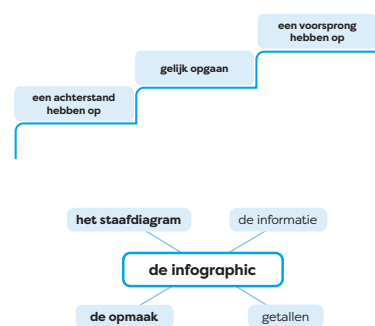 een voorsprong
hebben op
gelijk opgaan
een achterstand
hebben op
het staafdiagram
de informatie
de infographic
de opmaak
getallen